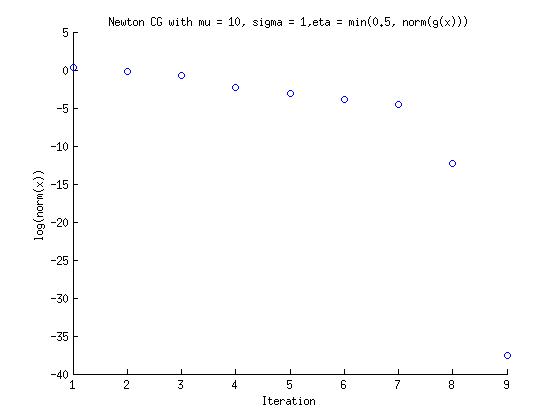 Newton CG with mu = 10, sigma = 1,eta = min(0.5, norm(g(x)))
5
0
-5
-10
-15
-20
-25
-30
-35
-40
log(norm(x))
1 2 3 4 5 6 7 8 9
Iteration